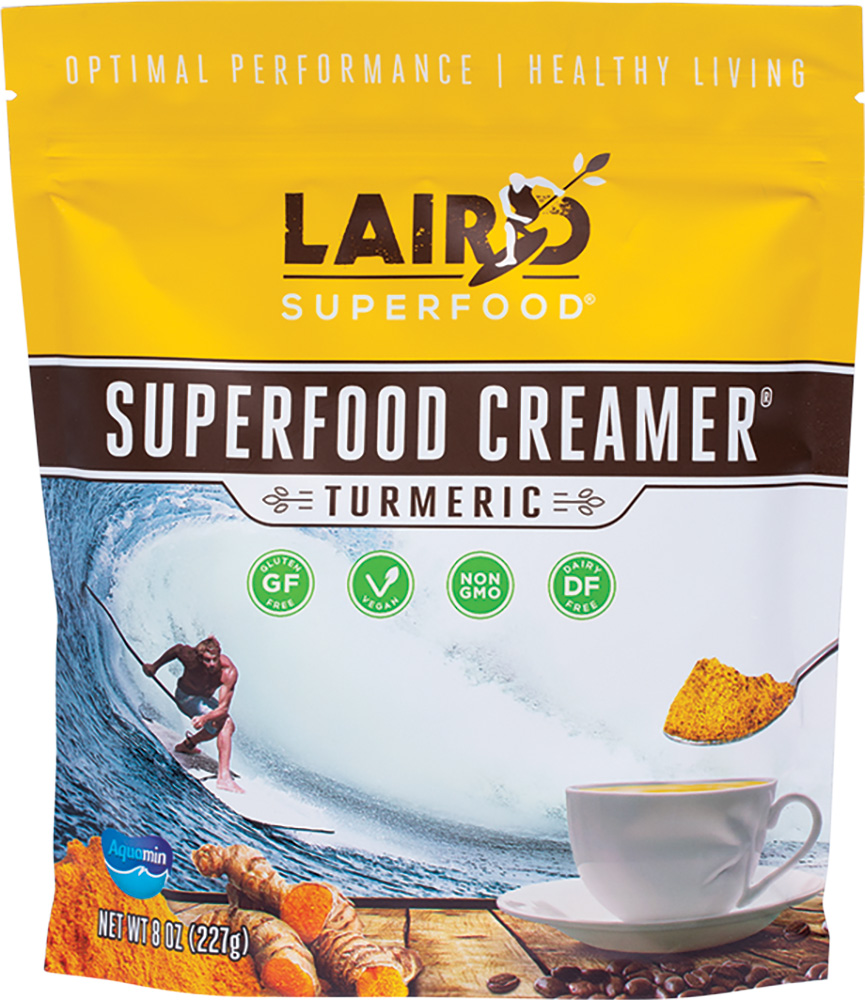 OPTIMAL PERFORMANCE | HEALTHY LIVING
LAIRD
SUPERFOOD®
SUPERFOOD CREAMER®
TURMERIC
GLUTEN
GF
FREE
V
VEGAN
NON
GMO
DAIRY
DF
FREE
Aquamin
NET WT 8 OZ (227g)